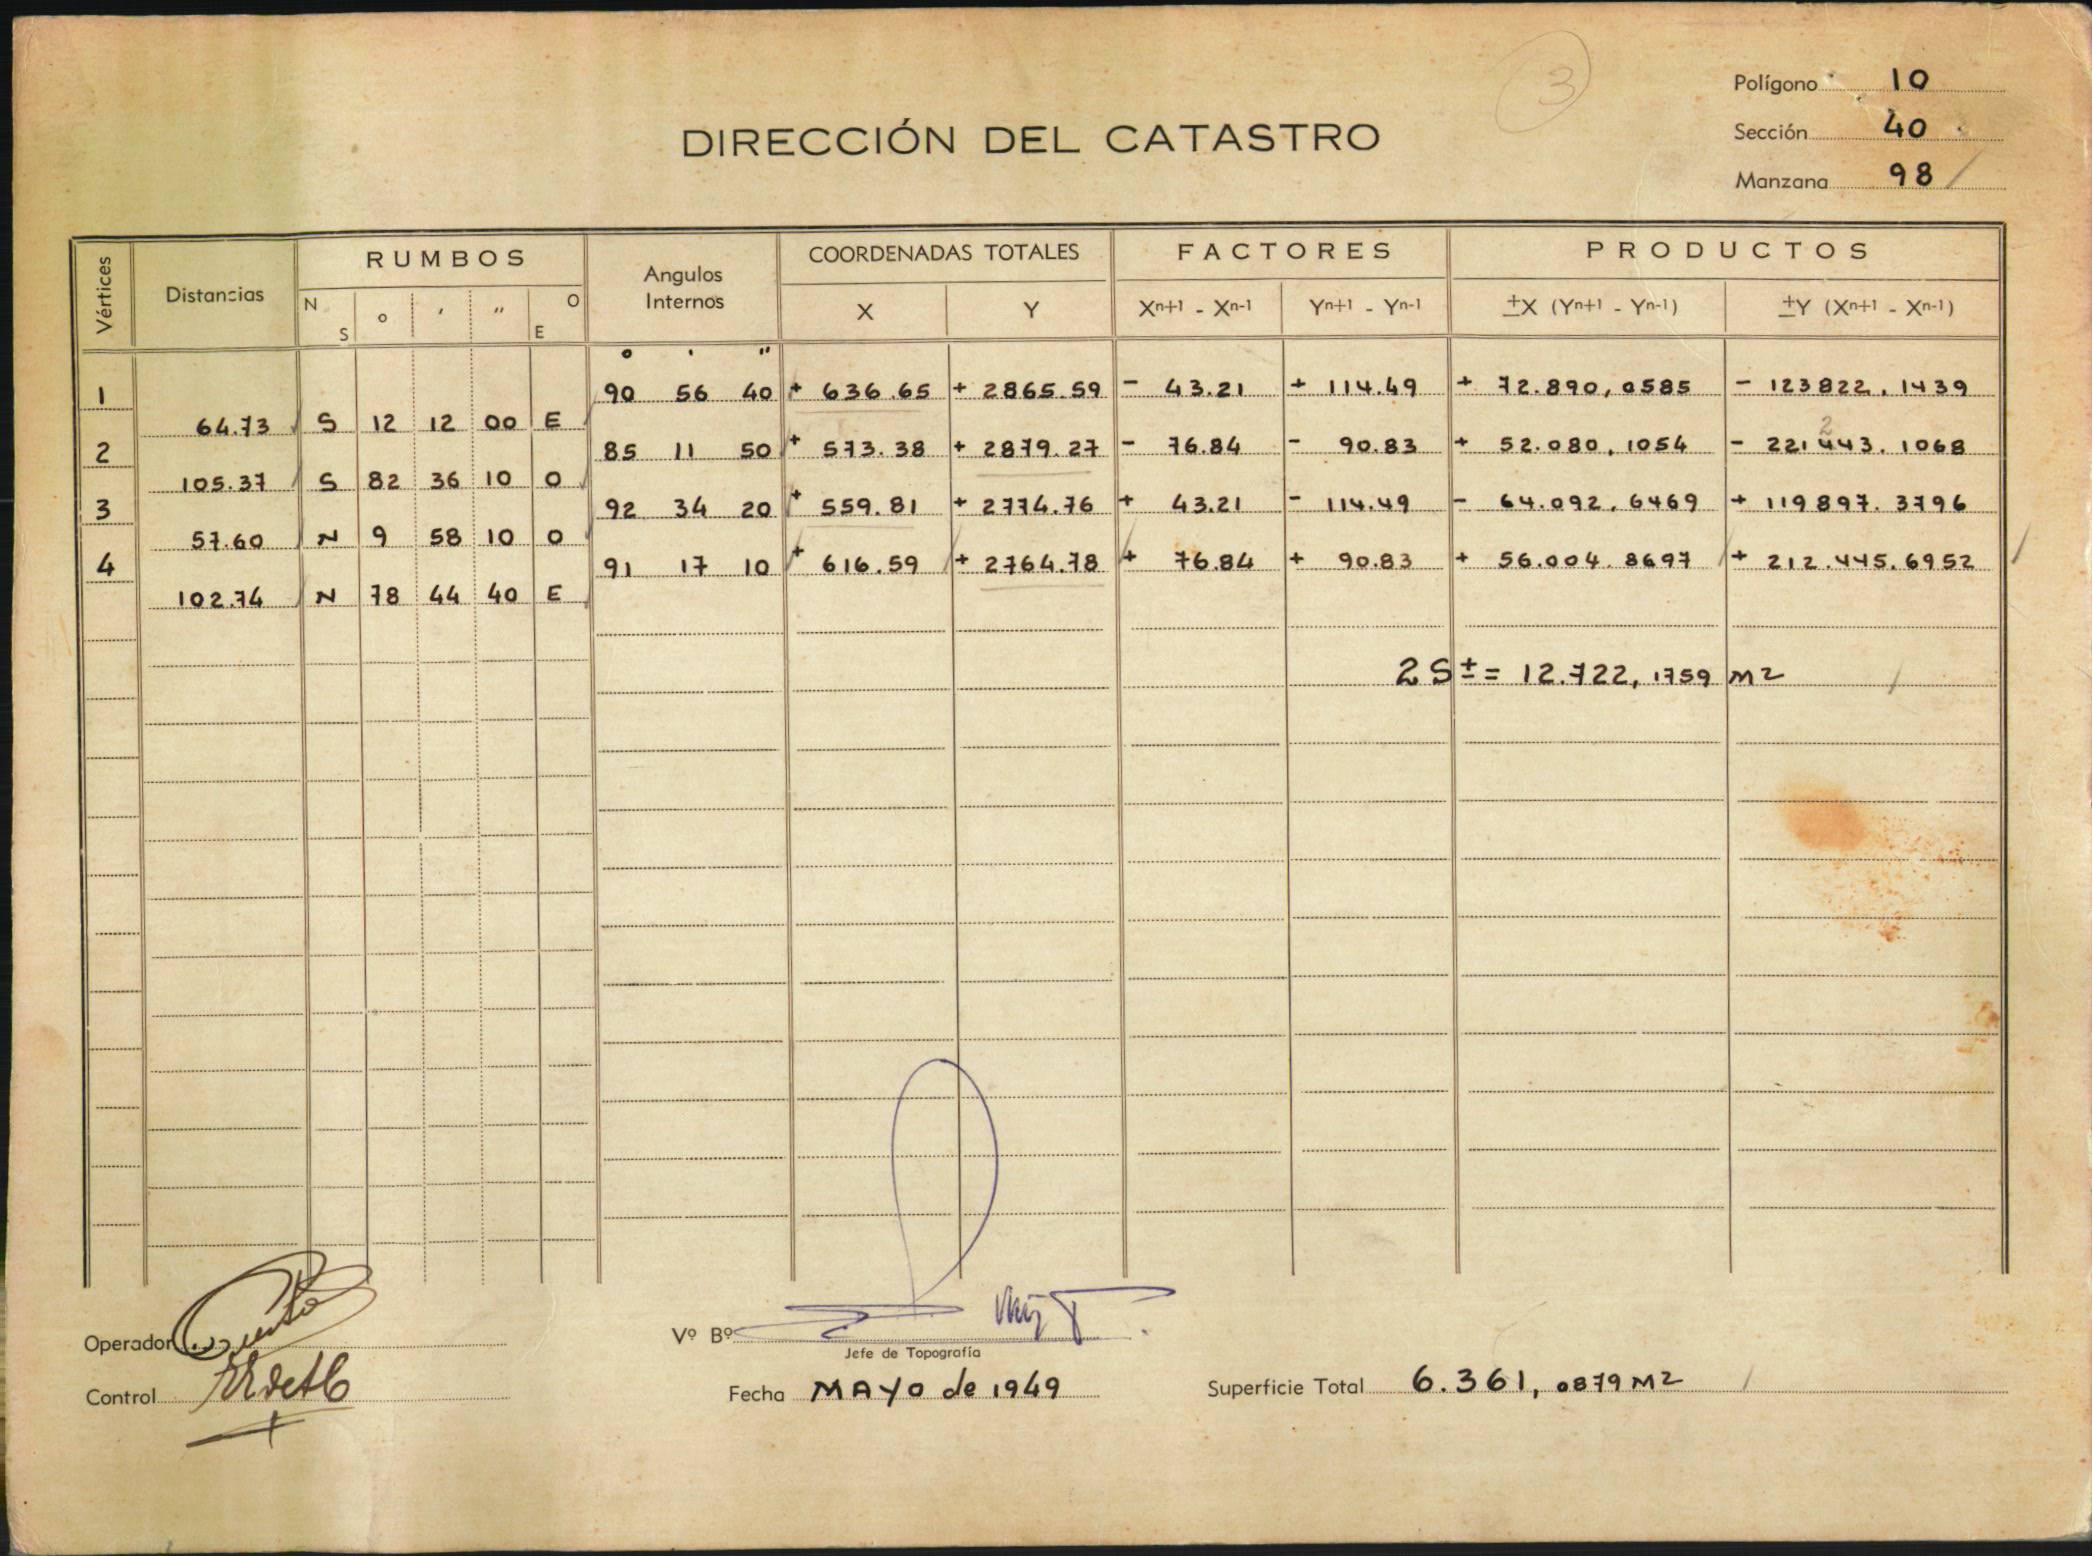 3
Polígono 10
DIRECCIÓN DEL CATASTRO
Sección 40
Manzana 98
Vértices Distancias RUMBOS Angulos Internos COORDENADAS TOTALES FACTORES PRODUCTOS
N S ° ' '' O E X Y Xn+1 - Xn-1 Yn+1 - Yn-1 ±X (Yn+1 - Yn-1) ±Y (Xn+1 - Xn-1)
° ' "
1 90 56 40 + 636.65 + 2865.59 - 43.21 + 114.49 + 72.890,0585 - 123822.1439
64.73 S 12 12 00 E
2
2 85 11 50 + 573.38 + 2879.27 - 76.84 - 90.83 + 52.080,1054 - 221443.1068
105.37 S 82 36 10 O
3 92 34 20 + 559.81 + 2774.76 + 43.21 - 114.49 - 64.092,6469 + 119897.3796
57.60 N 9 58 10 O
4 91 17 10 + 616.59 + 2764.78 + 76.84 + 90.83 + 56.004.8697 + 212.445.6952
102.74 N 78 44 40 E
2S ± = 12.722,1759 M2
Operador
Vº Bº
Jefe de Topografía
Control
Fecha MAYO de 1949
Superficie Total 6.361,0879 M2